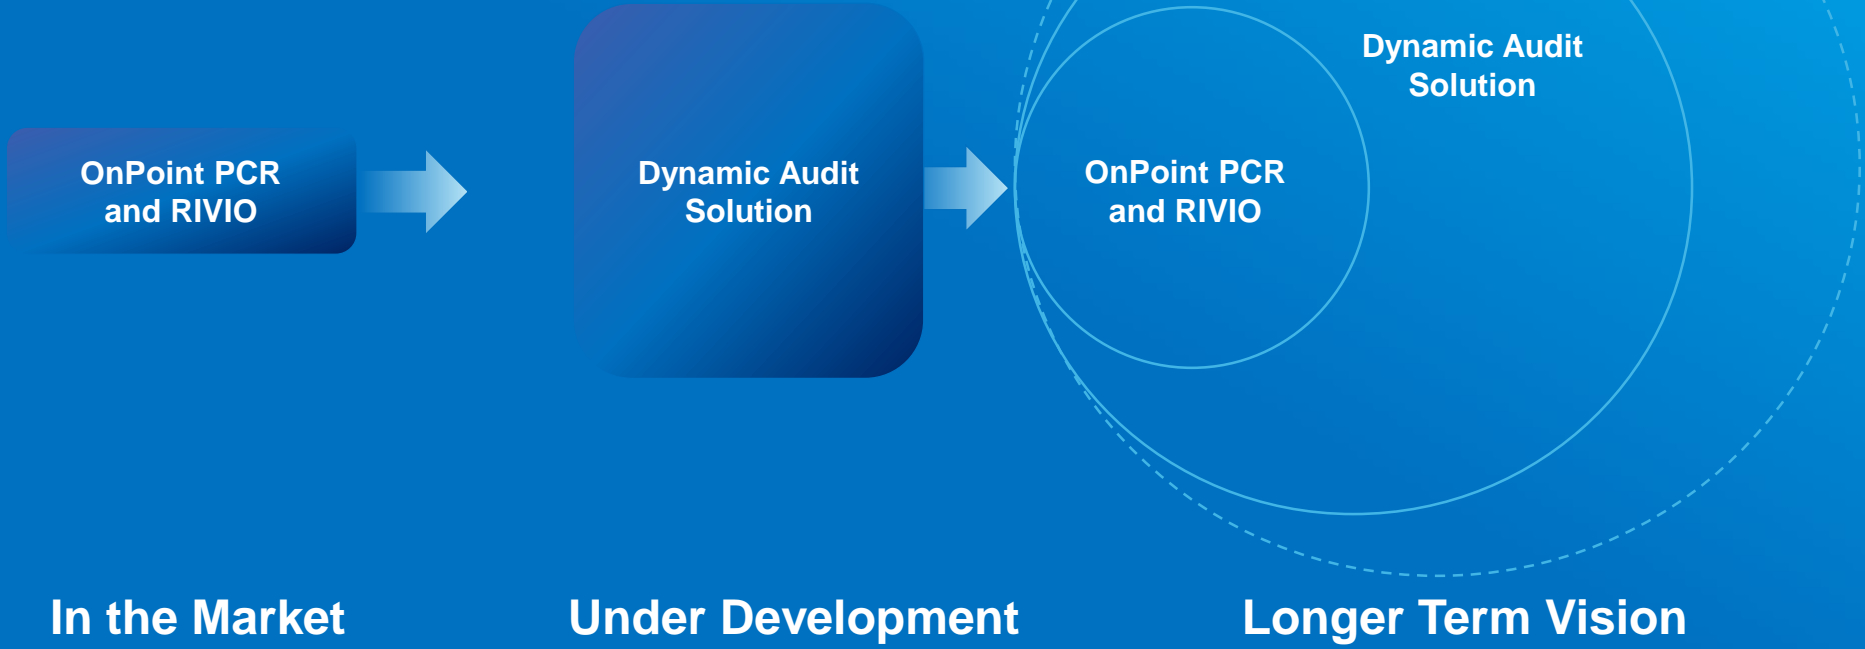 OnPoint PCR
and RIVIO
Dynamic Audit
Solution
OnPoint PCR
and RIVIO
Dynamic Audit
Solution
In the Market
Under Development
Longer Term Vision